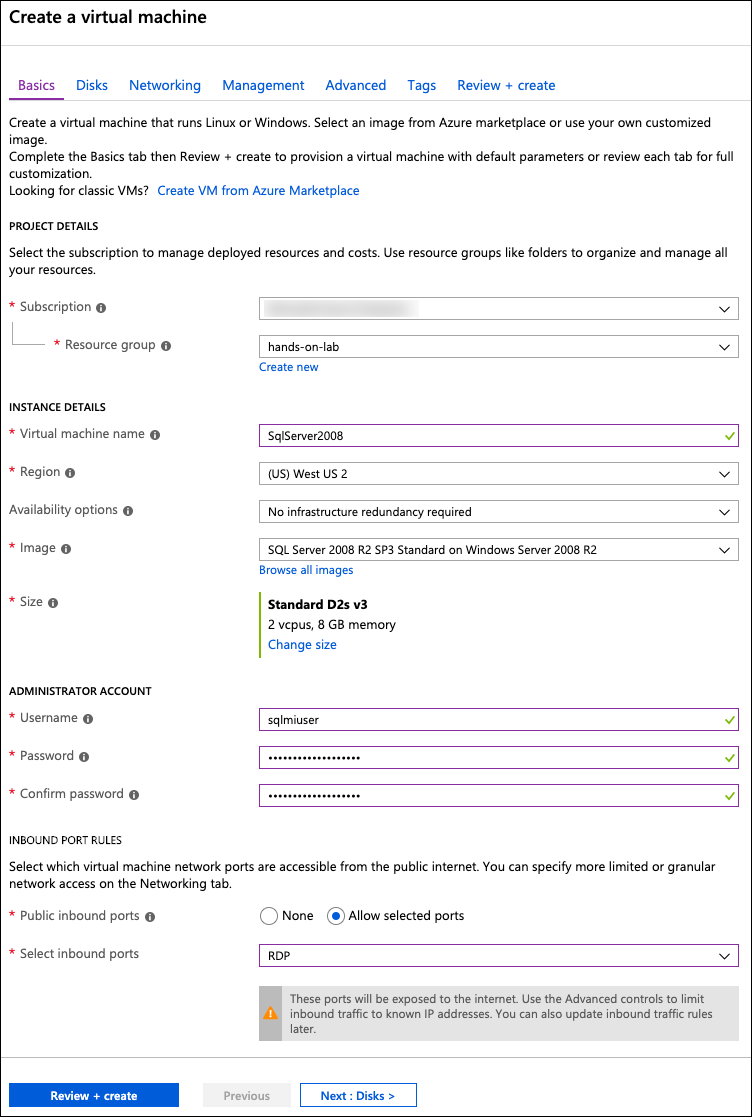 Create a virtual machine
Basics Disks Networking Management Advanced Tags Review + create
Create a virtual machine that runs Linux or Windows. Select an image from Azure marketplace or use your own customized
image.
Complete the Basics tab then Review + create to provision a virtual machine with default parameters or review each tab for full
customization.
Looking for classic VMs? Create VM from Azure Marketplace
PROJECT DETAILS
Select the subscription to manage deployed resources and costs. Use resource groups like folders to organize and manage all
your resources.
* Subscription
* Resource group hands-on-lab
Create new
INSTANCE DETAILS
* Virtual machine name SqlServer2008
* Region (US) West US 2
Availability options No infrastructure redundancy required
* Image SQL Server 2008 R2 SP3 Standard on Windows Server 2008 R2
Browse all images
* Size Standard D2s v3
2 vcpus, 8 GB memory
Change size
ADMINISTRATOR ACCOUNT
* Username sqlmiuser
* Password •••••••••••••••••••
* Confirm password •••••••••••••••••••
INBOUND PORT RULES
Select which virtual machine network ports are accessible from the public internet. You can specify more limited or granular
network access on the Networking tab.
* Public inbound ports None Allow selected ports
* Select inbound ports RDP
These ports will be exposed to the internet. Use the Advanced controls to limit
inbound traffic to known IP addresses. You can also update inbound traffic rules
later.
Review + create Previous Next : Disks >